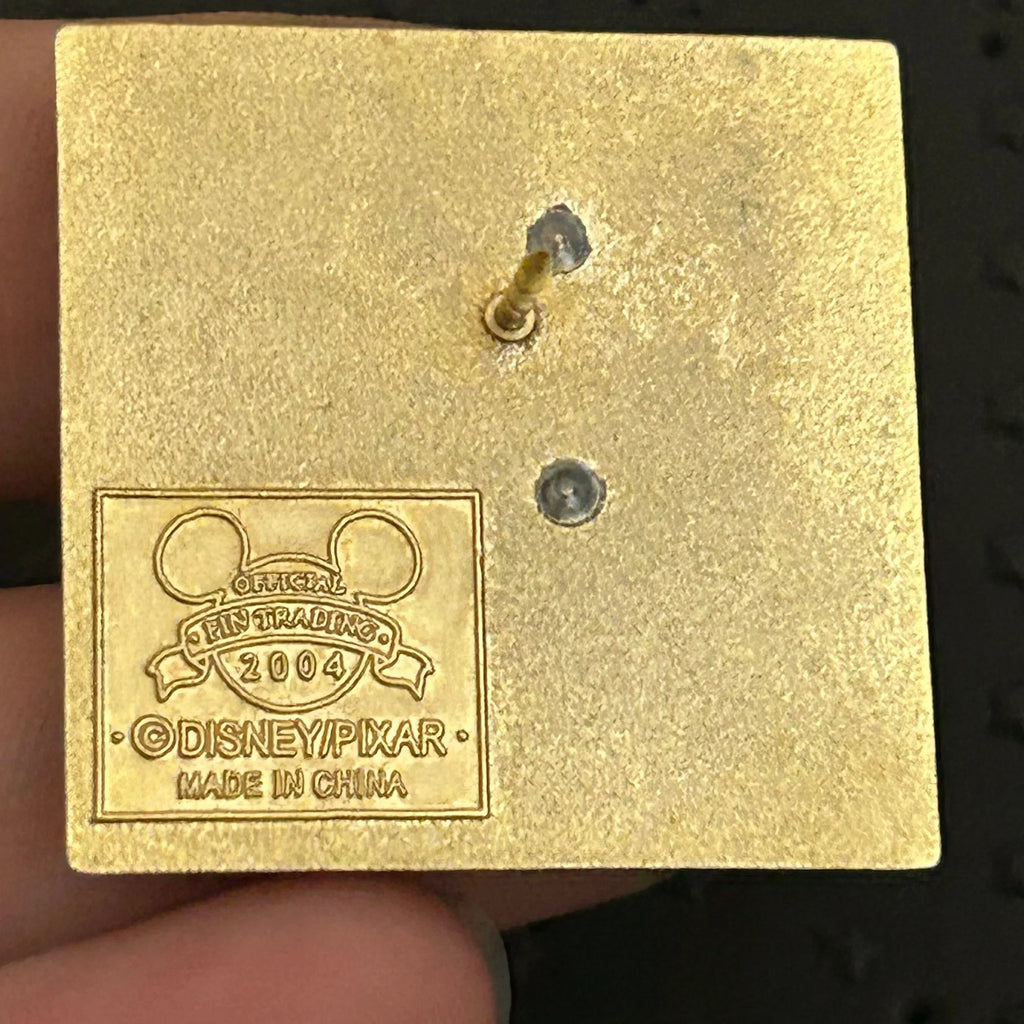 OFFICIAL
PIN TRADING
2004
©DISNEY/PIXAR
MADE IN CHINA